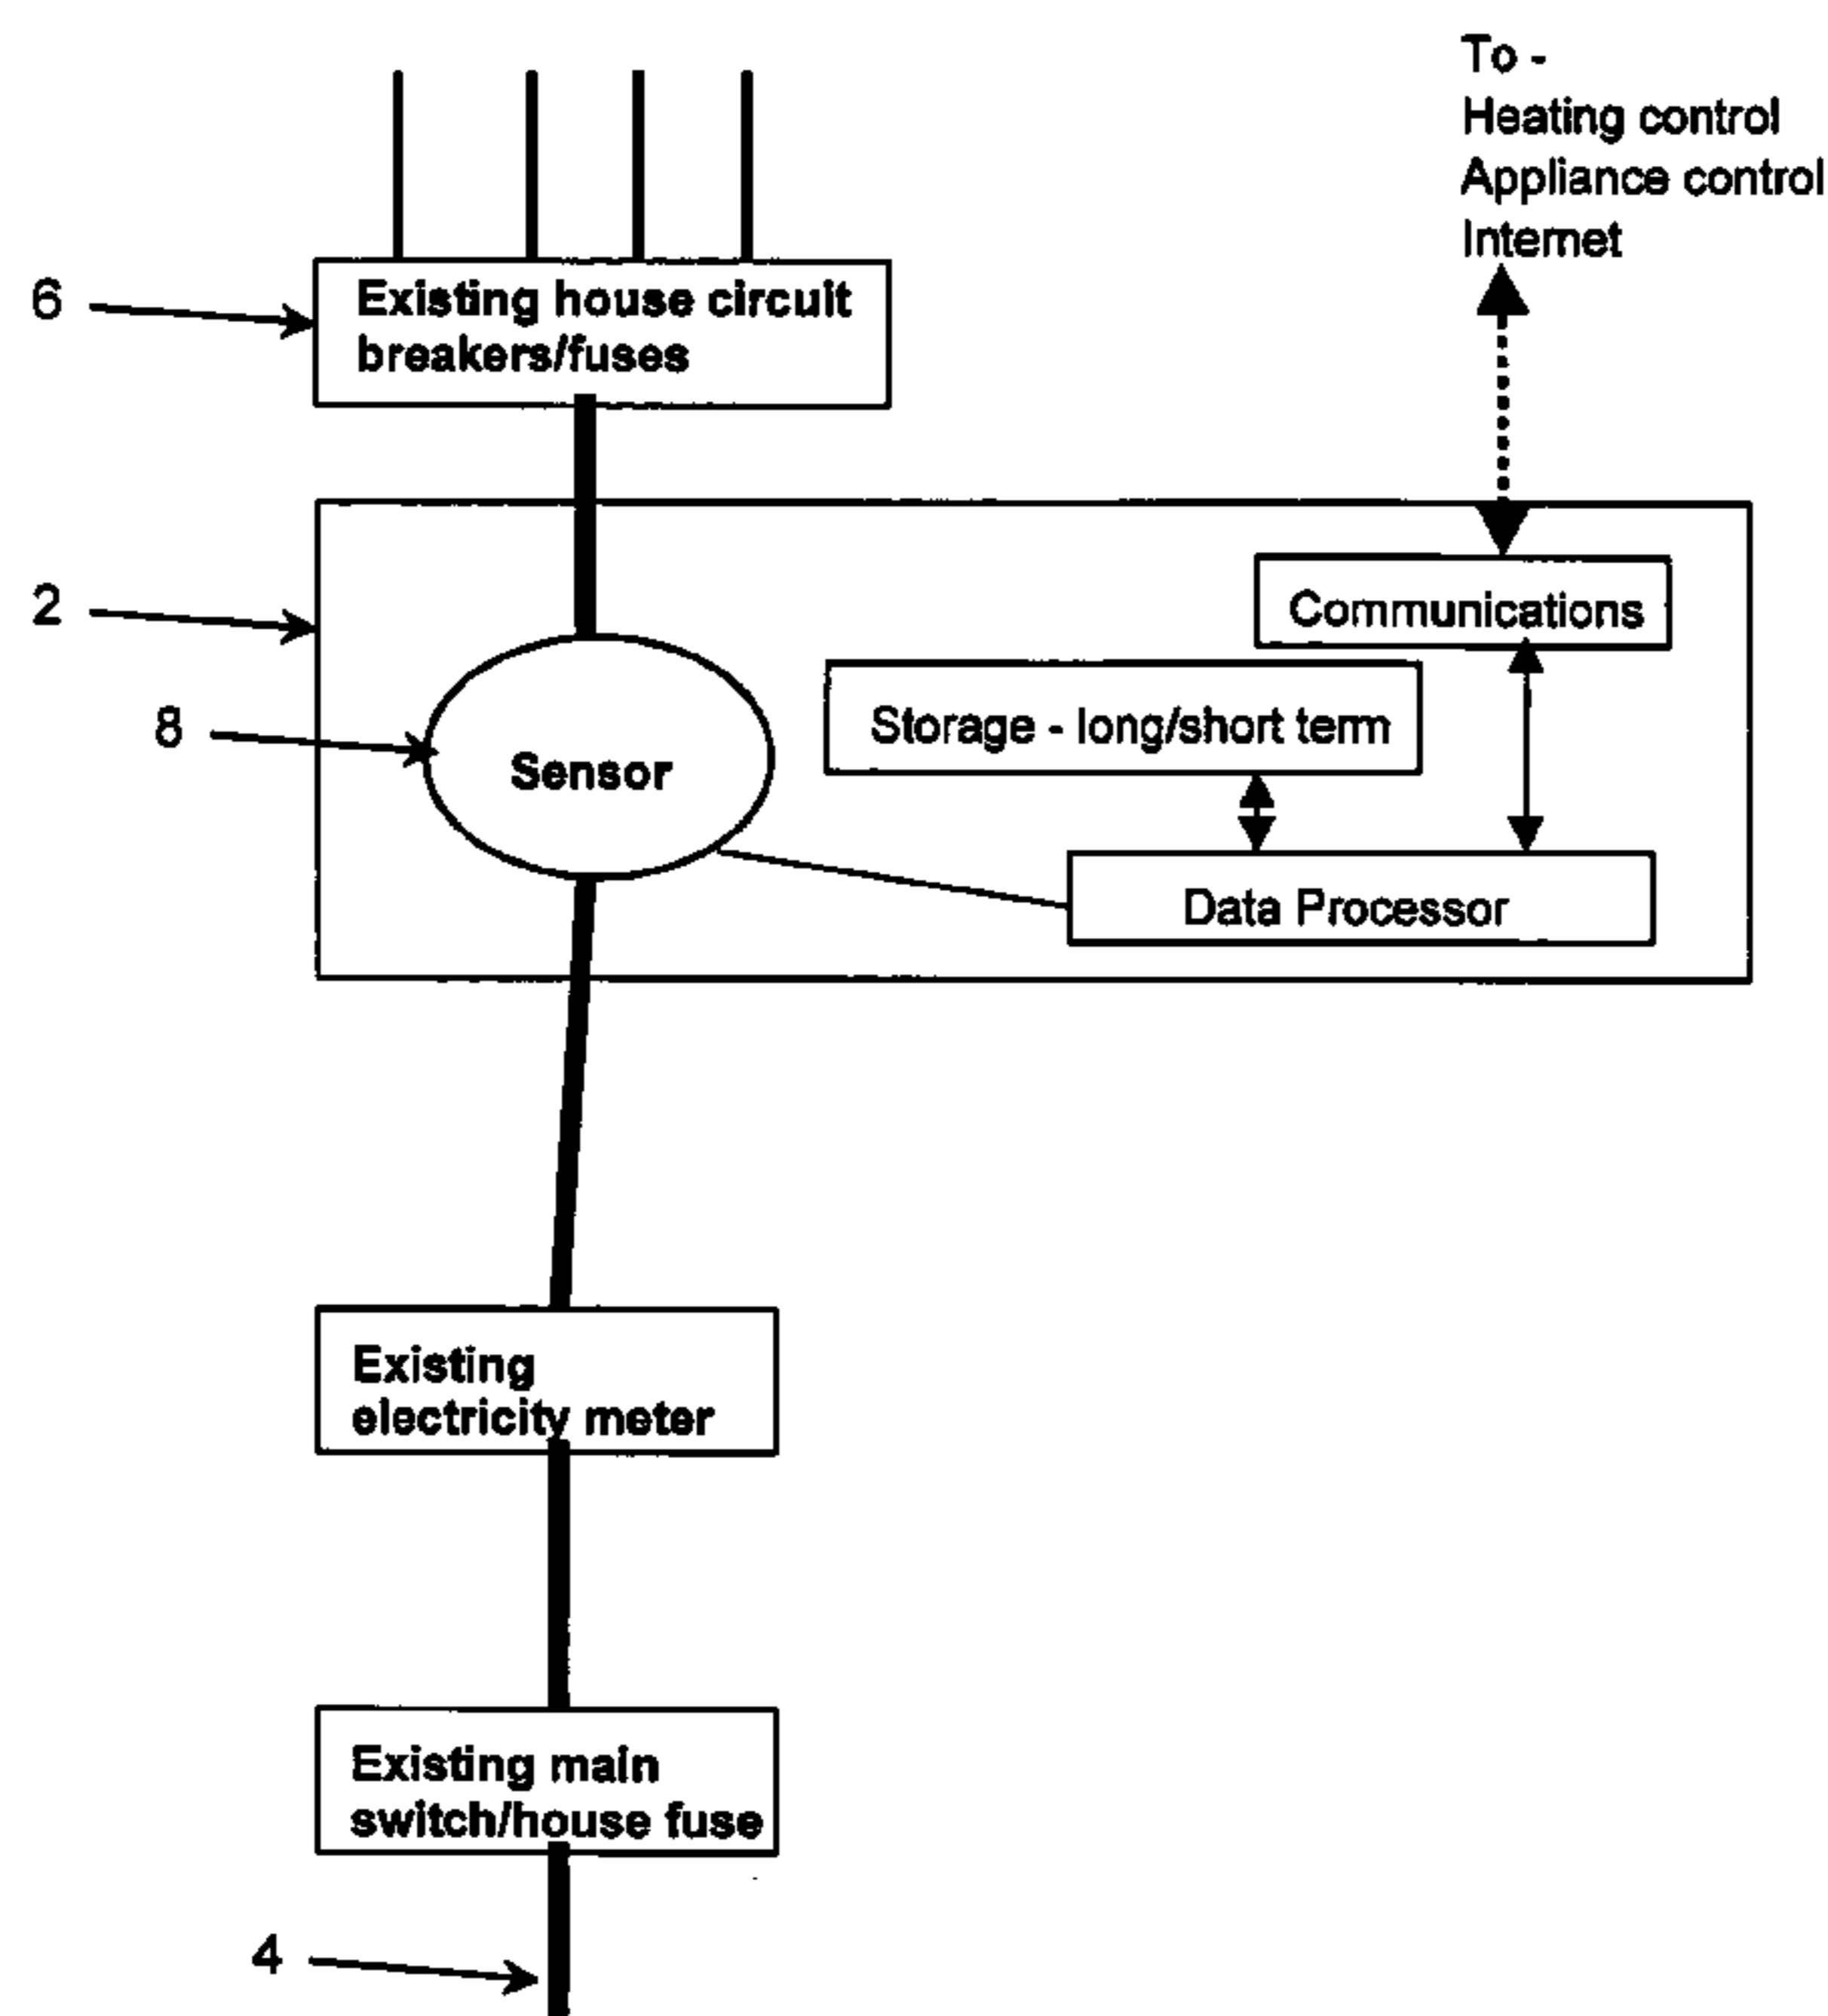 To -
Heating control
Appliance control
Internet
6
Existing house circuit
breakers/fuses
2
Communications
8
Storage - long/short term
Sensor
Data Processor
Existing
electricity meter
Existing main
switch/house fuse
4